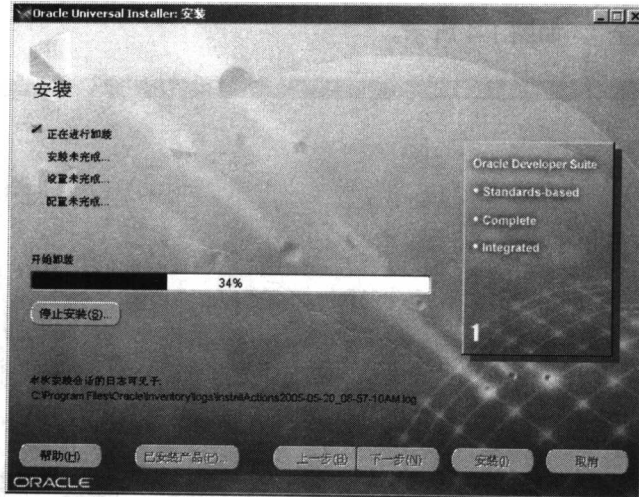 Oracle Universal Installer: 安装
安装
正在进行卸装
安装未完成...
设置未完成...
配置未完成...
开始卸装
34%
停止安装(S)...
本次安装会话的日志可见于:
C:\Program Files\Oracle\Inventory\logs\installActions2005-05-20_08-57-10AM.log
Oracle Developer Suite
• Standards-based
• Complete
• Integrated
1
帮助(H)
已安装产品(P)...
上一步(B)
下一步(N)
安装(I)
取消
ORACLE